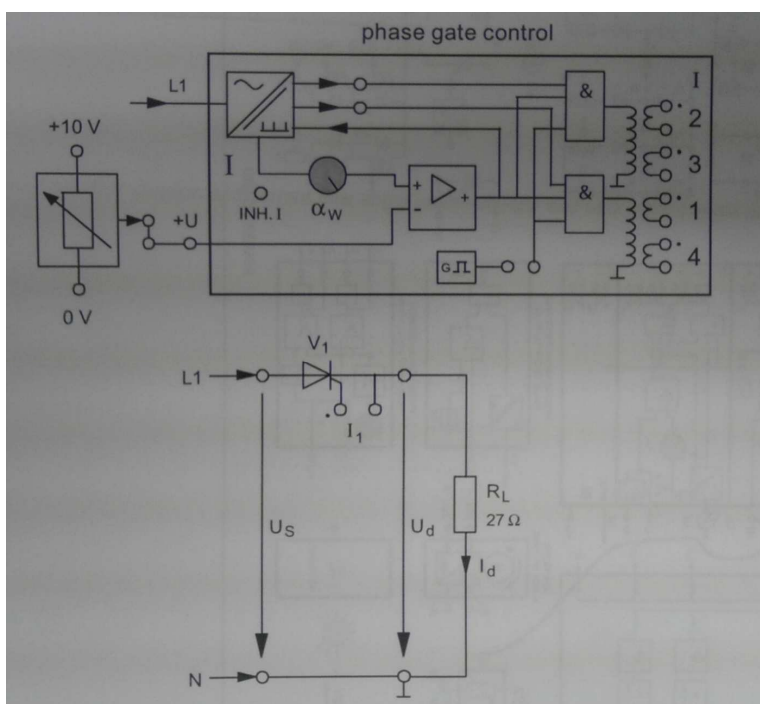 phase gate control
L1
I
&
2
+10 V
3
I
+
INH. I
αW
+
-
&
1
+U
G
4
0 V
V1
L1
I1
RL
27 Ω
US
Ud
Id
N